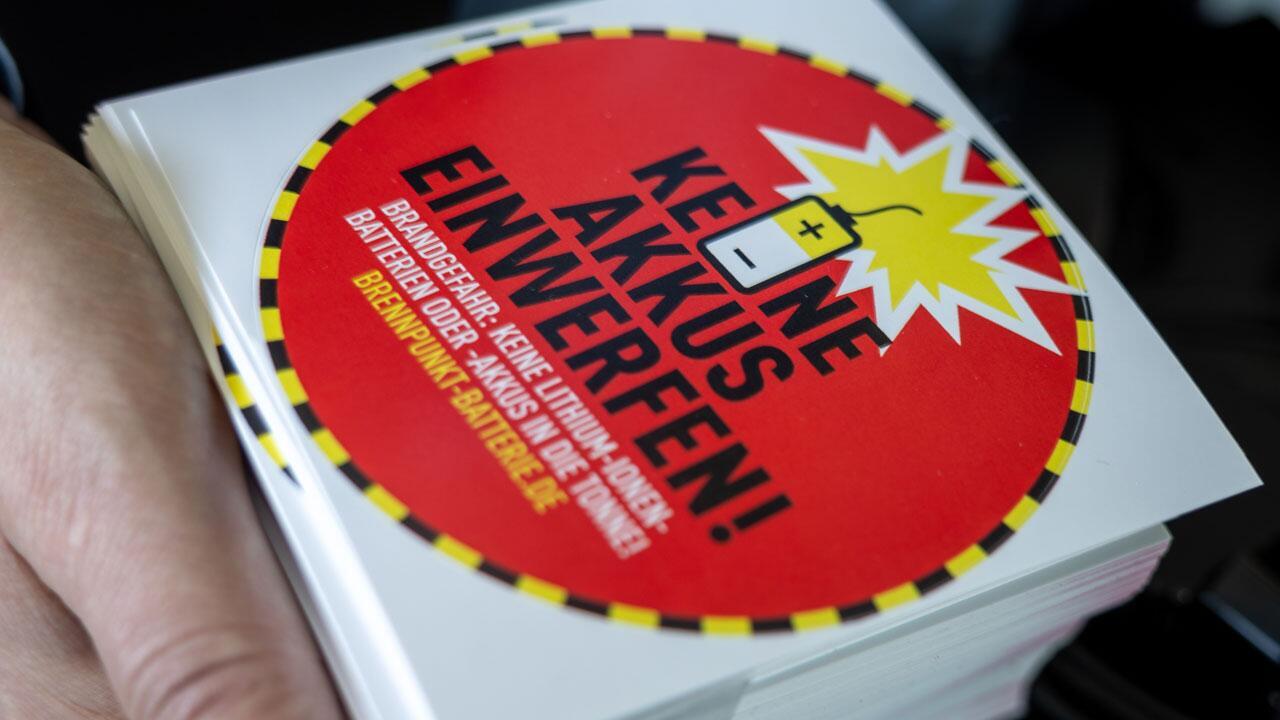 KEINE
AKKUS
EINWERFEN!
BRANDGEFAHR: KEINE LITHIUM-IONEN-
BATTERIEN ODER -AKKUS IN DIE TONNE!
BRENNPUNKT-BATTERIE.DE